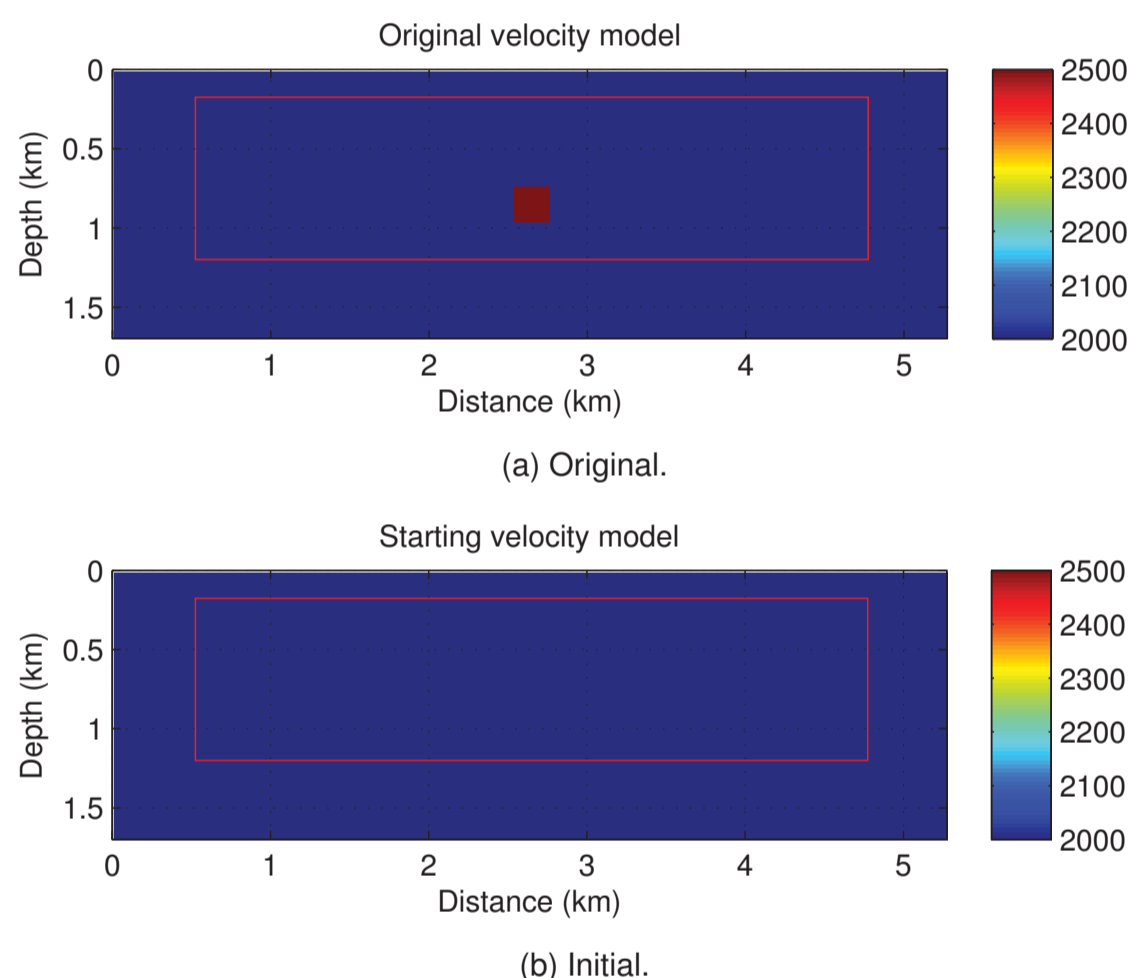 Original velocity model
0
0.5
1
1.5
Depth (km)
0 1 2 3 4 5
Distance (km)
2500
2400
2300
2200
2100
2000
(a) Original.
Starting velocity model
0
0.5
1
1.5
Depth (km)
0 1 2 3 4 5
Distance (km)
2500
2400
2300
2200
2100
2000
(b) Initial.